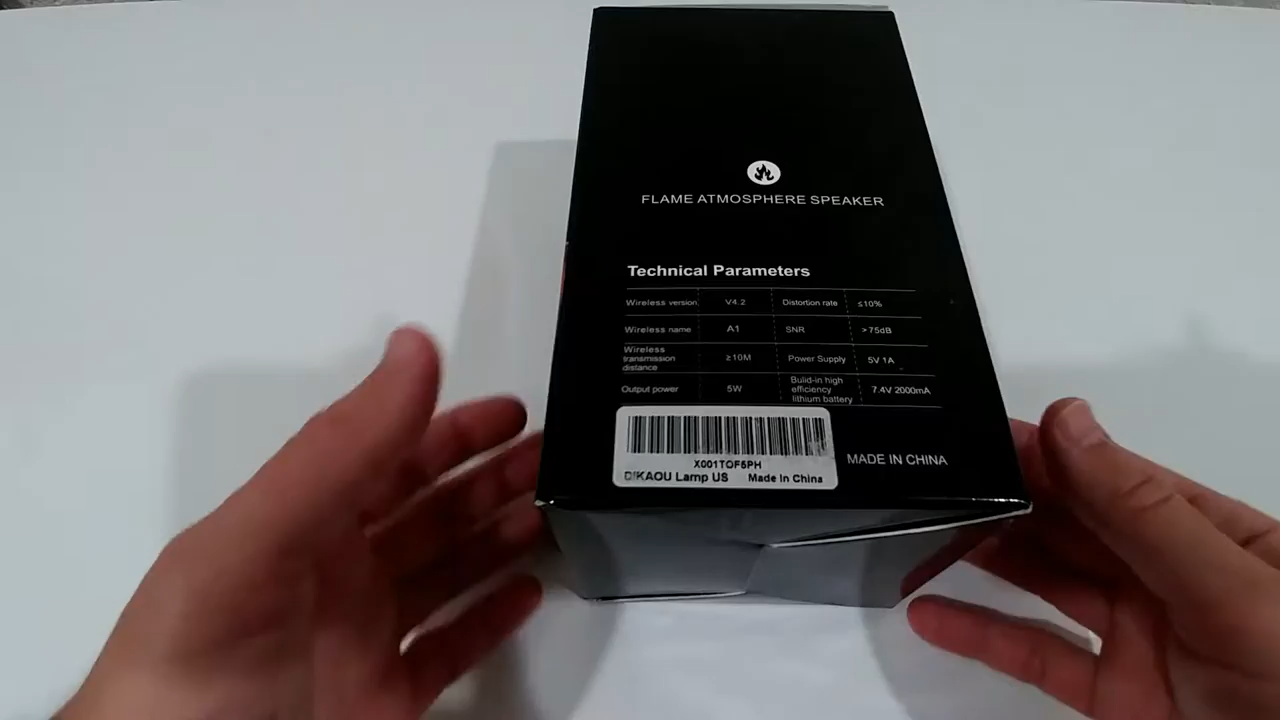 FLAME ATMOSPHERE SPEAKER
Technical Parameters
Wireless version V4.2 Distortion rate ≤10%
Wireless name A1 SNR >75dB
Wireless
transmission
distance
≥10M Power Supply 5V 1A
Output power 5W
Bulid-in high
efficiency
lithium battery
7.4V 2000mA
X001TOF5PH
DIKAOU Lamp US Made In China
MADE IN CHINA